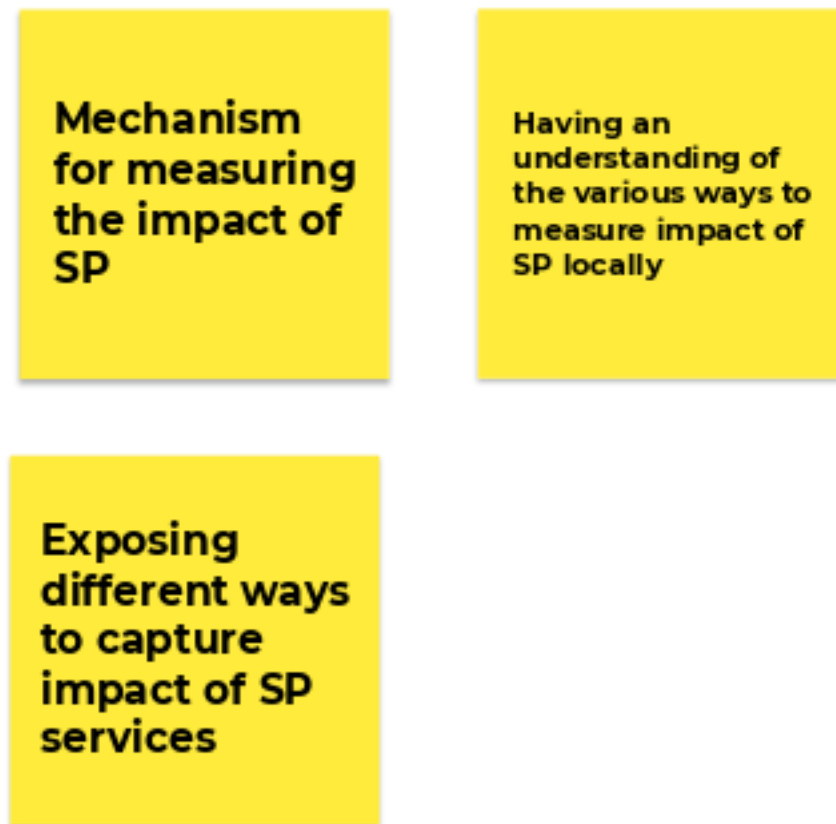 Mechanism
for measuring
the impact of
SP
Having an
understanding of
the various ways to
measure impact of
SP locally
Exposing
different ways
to capture
impact of SP
services